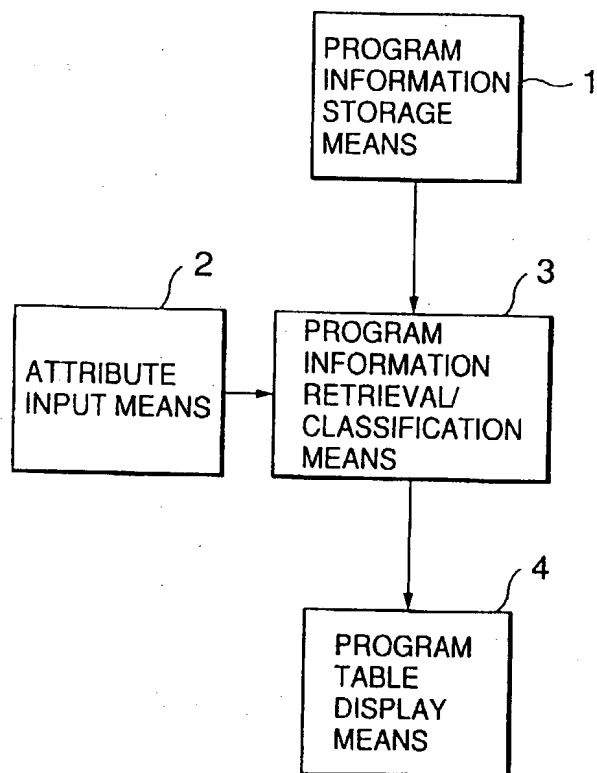 PROGRAM
INFORMATION
STORAGE
MEANS
1
2
ATTRIBUTE
INPUT MEANS
3
PROGRAM
INFORMATION
RETRIEVAL/
CLASSIFICATION
MEANS
4
PROGRAM
TABLE
DISPLAY
MEANS